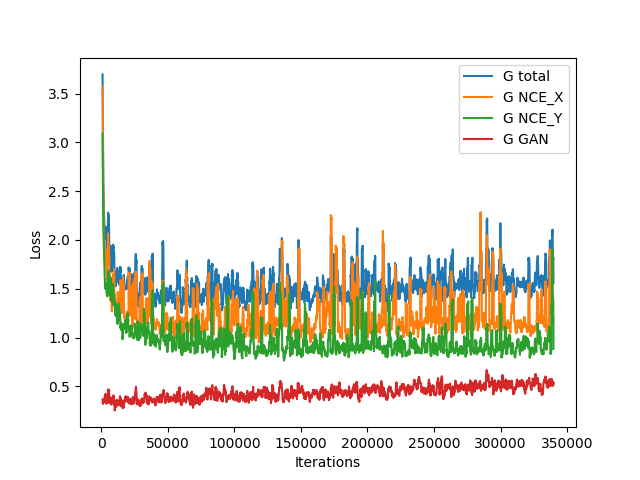 G total
G NCE_X
G NCE_Y
G GAN
3.5
3.0
2.5
2.0
1.5
1.0
0.5
Loss
0 50000 100000 150000 200000 250000 300000 350000
Iterations